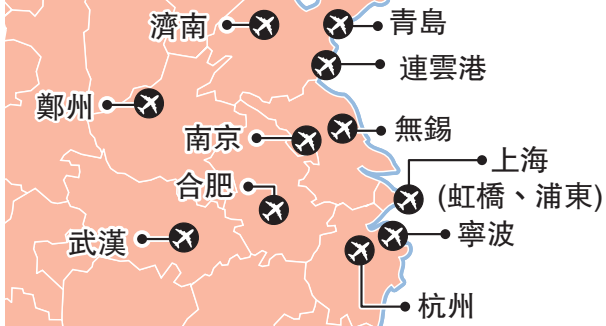 濟南
青島
連雲港
鄭州
南京
無錫
上海
(虹橋、浦東)
合肥
武漢
寧波
杭州